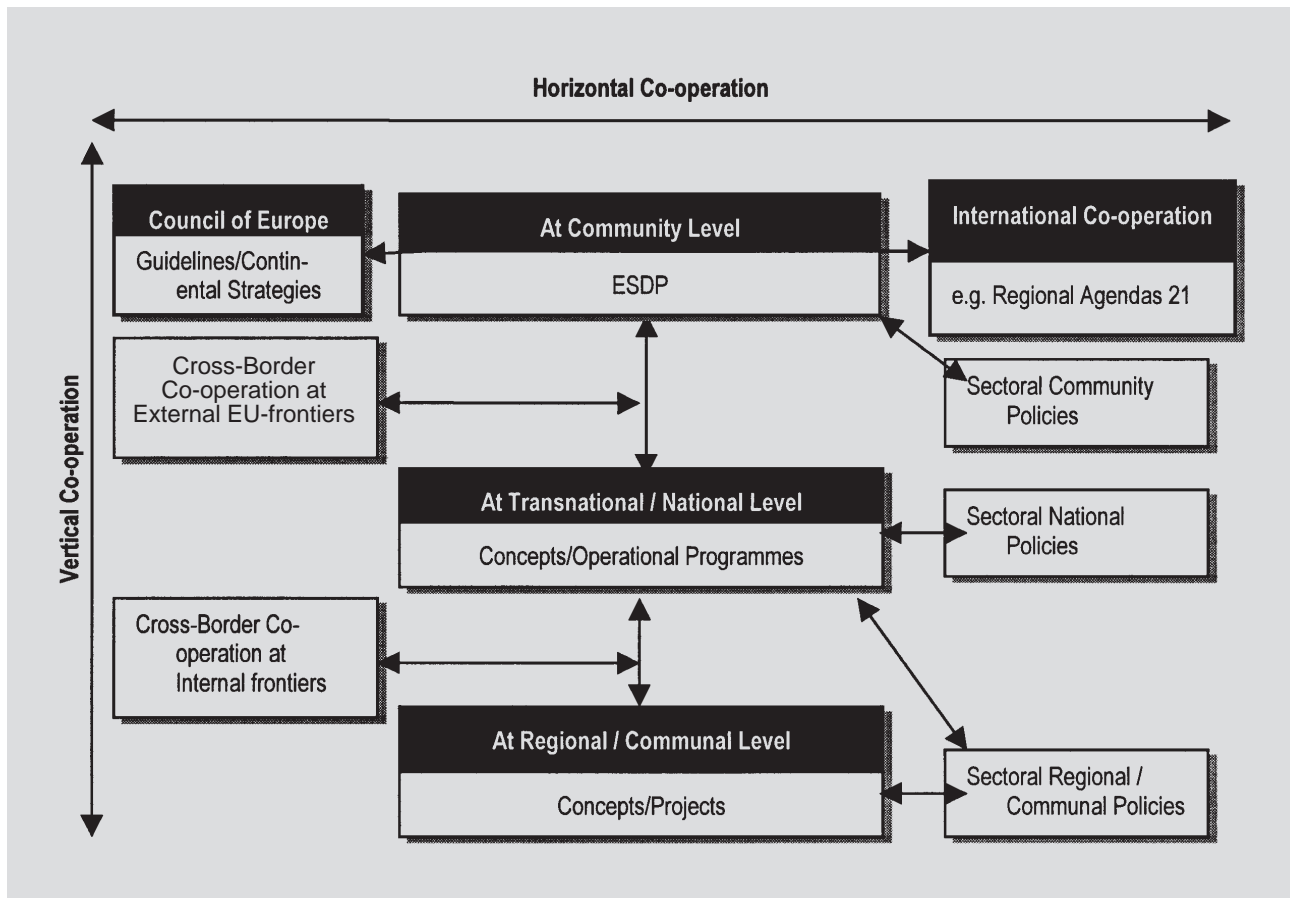 Horizontal Co-operation
Vertical Co-operation
Council of Europe
Guidelines/Contin-
ental Strategies
At Community Level
ESDP
International Co-operation
e.g. Regional Agendas 21
Cross-Border
Co-operation at
External EU-frontiers
Sectoral Community
Policies
At Transnational / National Level
Concepts/Operational Programmes
Sectoral National
Policies
Cross-Border Co-
operation at
Internal frontiers
At Regional / Communal Level
Concepts/Projects
Sectoral Regional /
Communal Policies